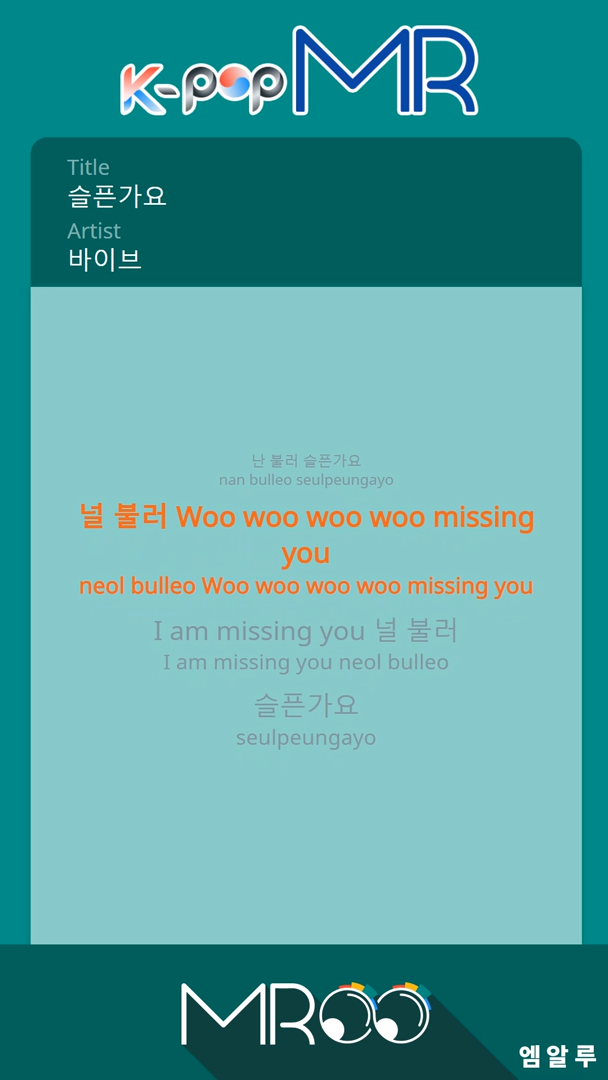 K-pop MR
Title
슬픈가요
Artist
바이브
난 불러 슬픈가요
nan bulleo seulpeungayo
널 불러 Woo woo woo woo missing
you
neol bulleo Woo woo woo woo missing you
I am missing you 널 불러
I am missing you neol bulleo
슬픈가요
seulpeungayo
MROO
엠알루